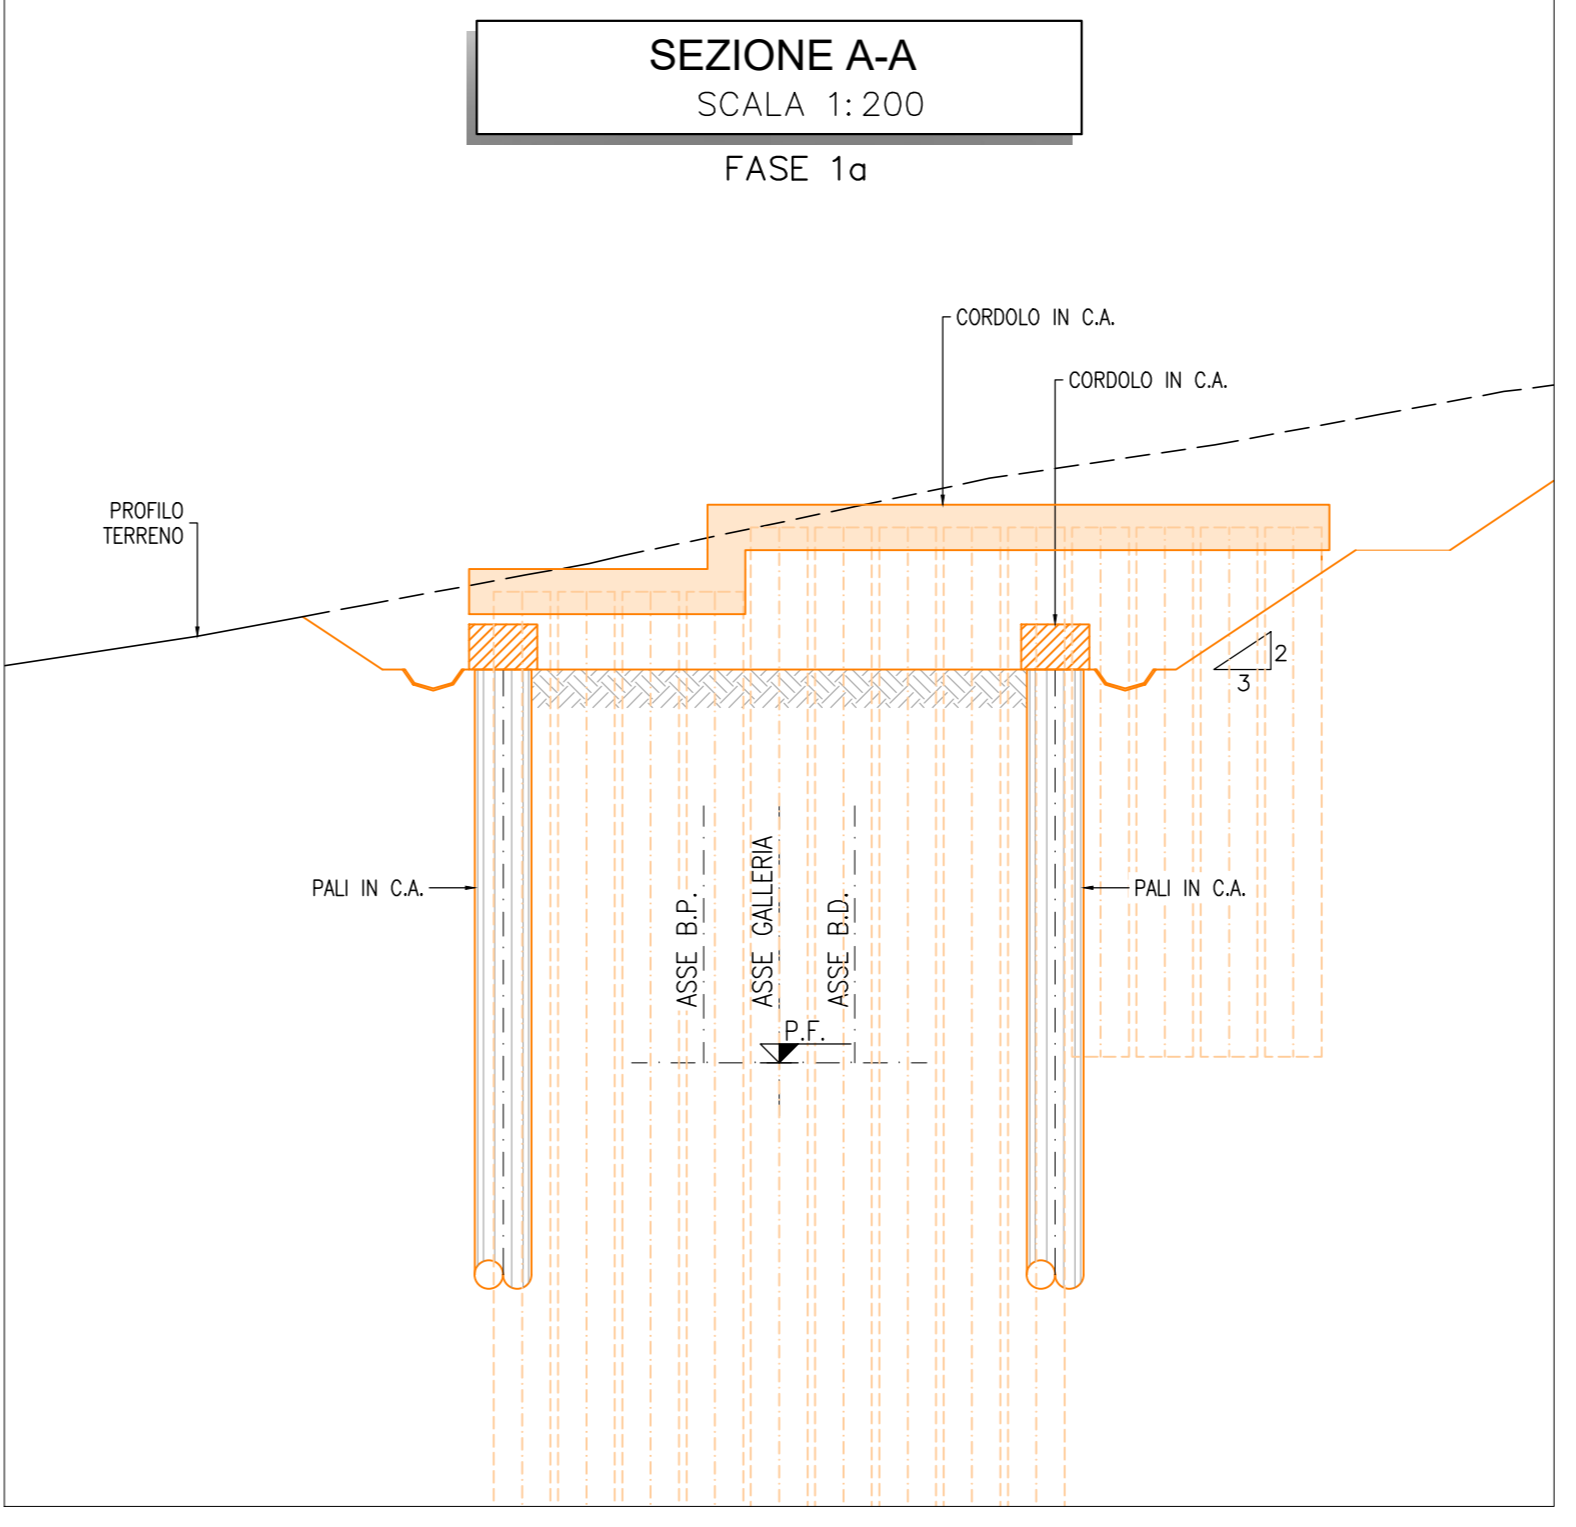 SEZIONE A-A
SCALA 1:200
FASE 1a
CORDOLO IN C.A.
CORDOLO IN C.A.
PROFILO
TERRENO
2
3
PALI IN C.A.
PALI IN C.A.
ASSE B.P.
ASSE GALLERIA
ASSE B.D.
P.F.